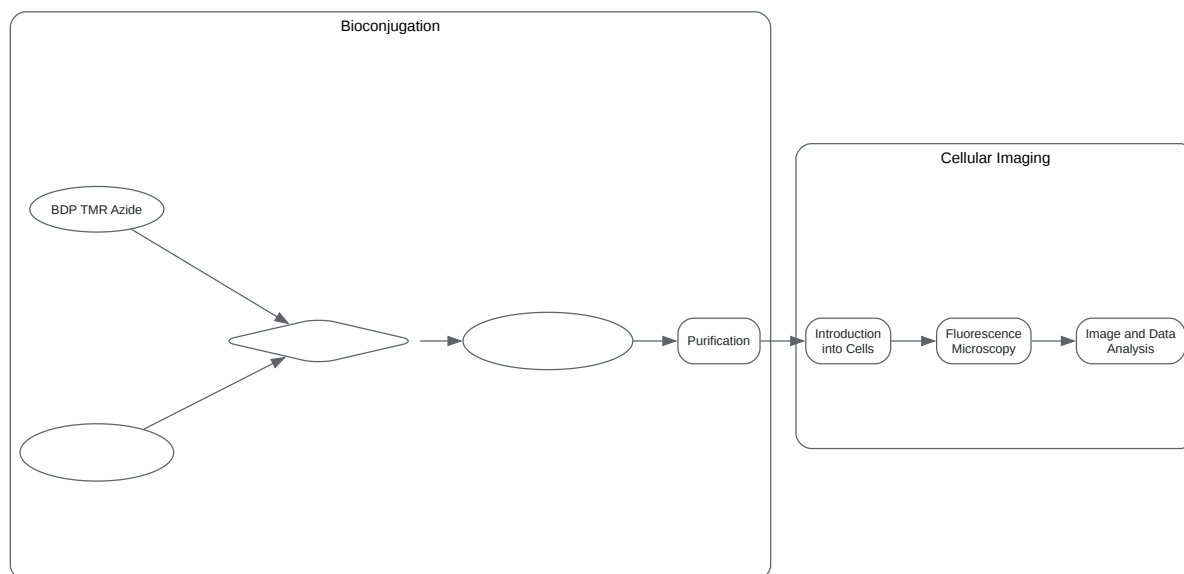 Bioconjugation
Cellular Imaging
BDP TMR Azide
Purification
Introduction
into Cells
Fluorescence
Microscopy
Image and Data
Analysis